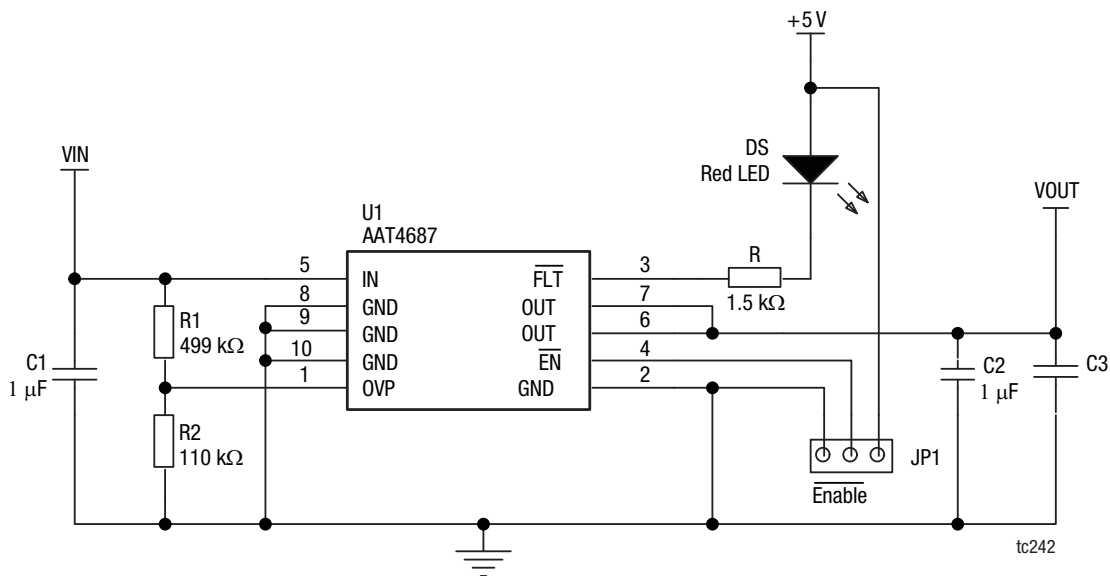 +5 V
VIN
DS
Red LED
VOUT
U1
AAT4687
5
IN
8
GND
9
GND
10
GND
1
OVP
FLT
3
OUT
7
OUT
6
EN
4
GND
2
R
1.5 kΩ
R1
499 kΩ
C1
1 µF
R2
110 kΩ
C2
1 µF
C3
JP1
Enable
tc242